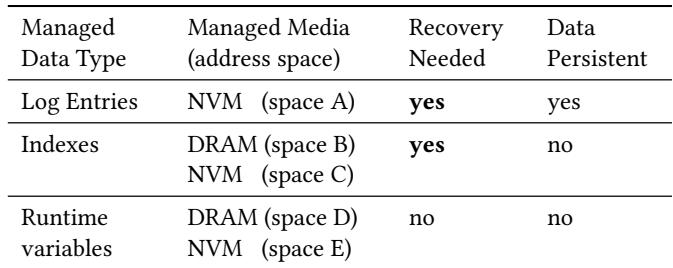 Managed Managed Media Recovery Data
Data Type (address space) Needed Persistent
Log Entries NVM (space A) yes yes
Indexes DRAM (space B) yes no
NVM (space C)
Runtime DRAM (space D) no no
variables NVM (space E)